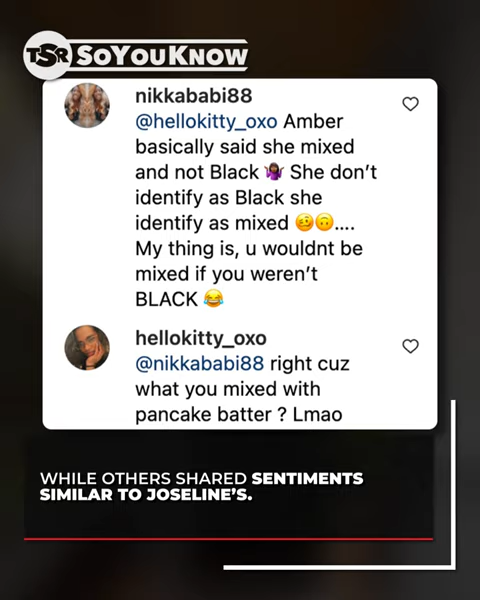 TSR SOYOUKNOW
nikkababi88
@hellokitty_oxo Amber
basically said she mixed
and not Black 🤷🏾‍♀️ She don’t
identify as Black she
identify as mixed 🥴🙃....
My thing is, u wouldnt be
mixed if you weren’t
BLACK 😂
hellokitty_oxo
@nikkababi88 right cuz
what you mixed with
pancake batter ? Lmao
WHILE OTHERS SHARED SENTIMENTS
SIMILAR TO JOSELINE’S.